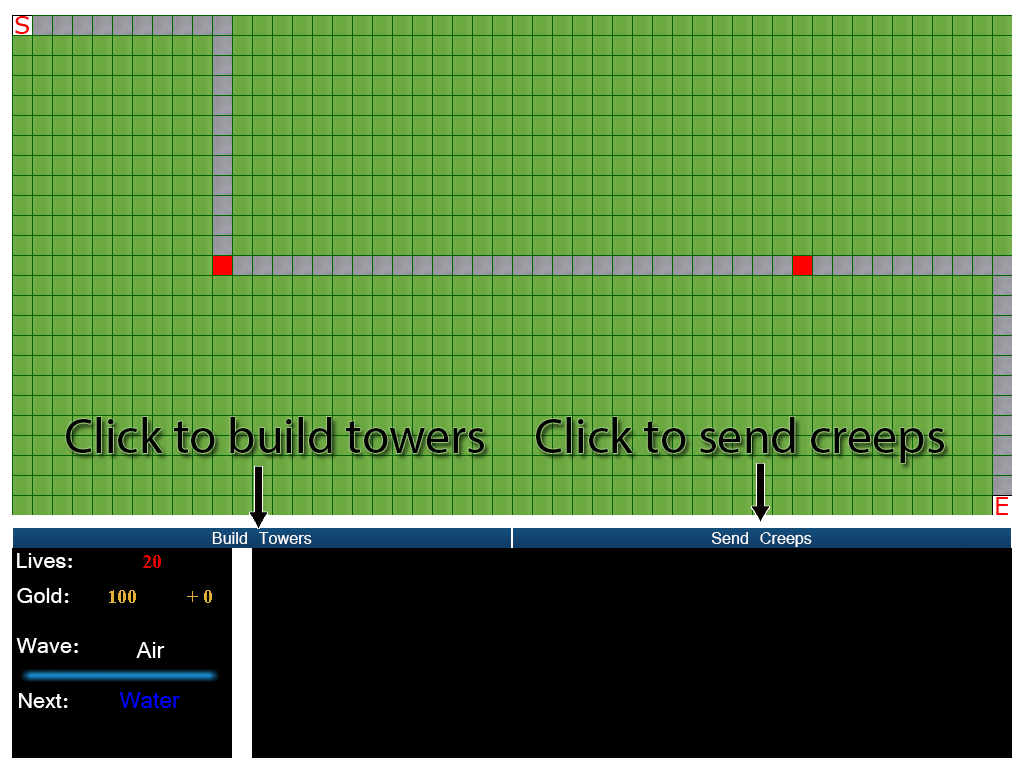 S
Click to build towers
Click to send creeps
E
Build Towers
Send Creeps
Lives: 20
Gold: 100 + 0
Wave: Air
Next: Water